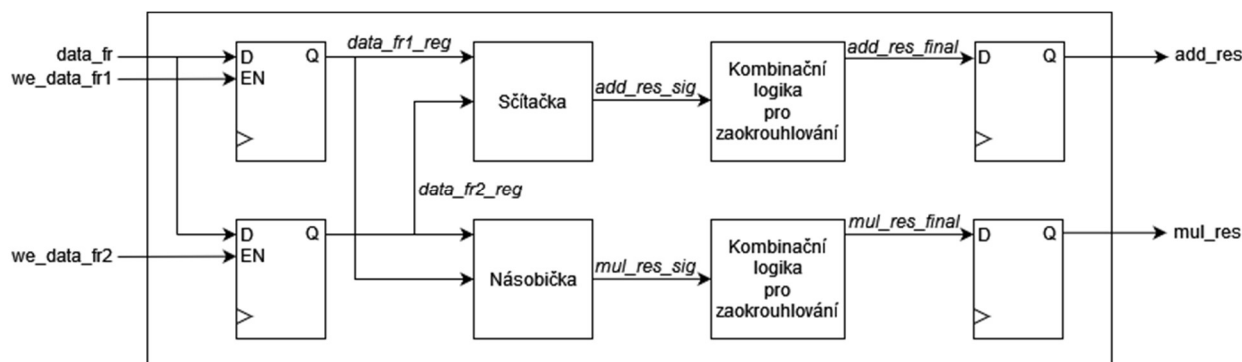 data_fr
we_data_fr1
D
EN
Q
data_fr1_reg
Sčítačka
add_res_sig
Kombinační
logika
pro
zaokrouhlování
add_res_final
D
Q
add_res
data_fr2_reg
we_data_fr2
D
EN
Q
Násobička
mul_res_sig
Kombinační
logika
pro
zaokrouhlování
mul_res_final
D
Q
mul_res